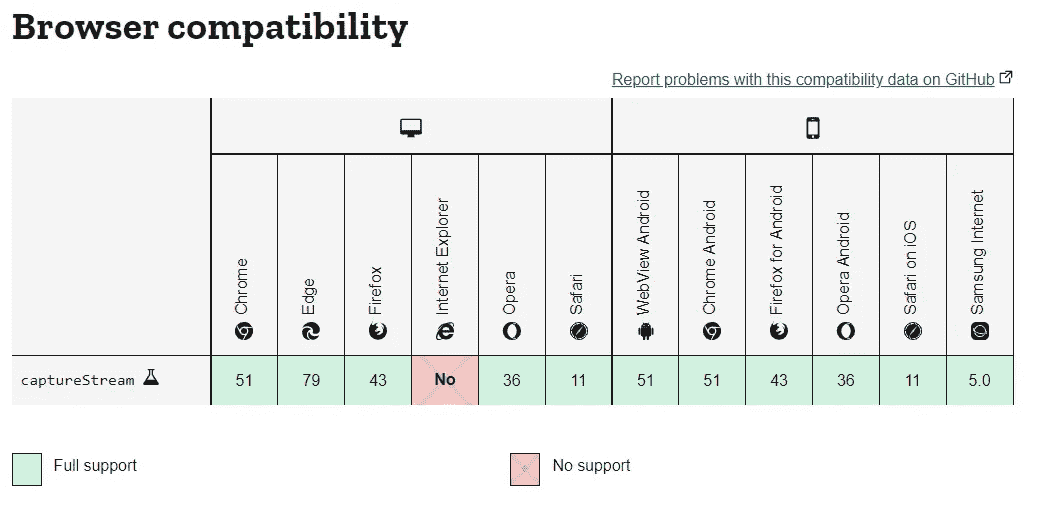 Browser compatibility
Report problems with this compatibility data on GitHub
Chrome
Edge
Firefox
Internet Explorer
Opera
Safari
WebView Android
Chrome Android
Firefox for Android
Opera Android
Safari on iOS
Samsung Internet
captureStream 51 79 43 No 36 11 51 51 43 36 11 5.0
Full support No support